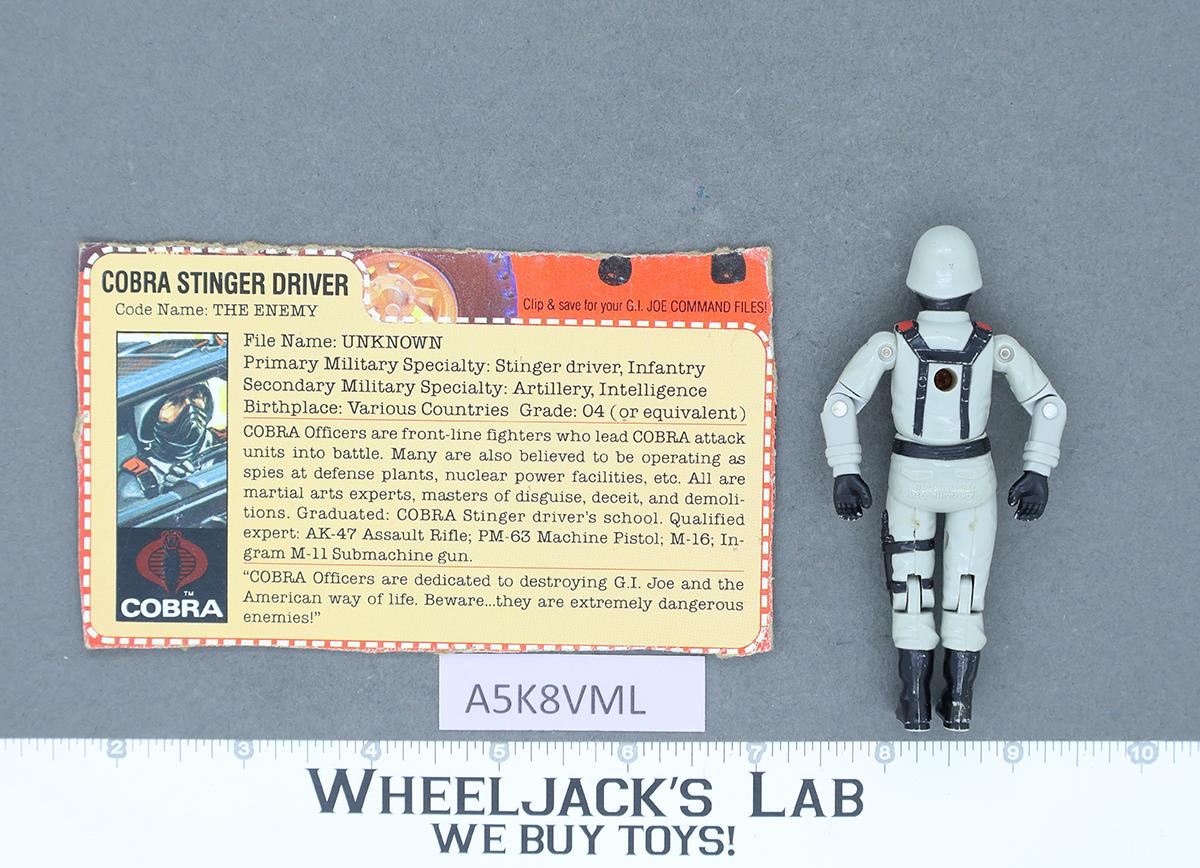 COBRA STINGER DRIVER
Code Name: THE ENEMY
Clip & save for your G.I. JOE COMMAND FILES!
File Name: UNKNOWN
Primary Military Specialty: Stinger driver, Infantry
Secondary Military Specialty: Artillery, Intelligence
Birthplace: Various Countries Grade: O4 (or equivalent)
COBRA Officers are front-line fighters who lead COBRA attack
units into battle. Many are also believed to be operating as
spies at defense plants, nuclear power facilities, etc. All are
martial arts experts, masters of disguise, deceit, and demoli-
tions. Graduated: COBRA Stinger driver's school. Qualified
expert: AK-47 Assault Rifle; PM-63 Machine Pistol; M-16; In-
gram M-11 Submachine gun.
"COBRA Officers are dedicated to destroying G.I. Joe and the
American way of life. Beware...they are extremely dangerous
enemies!"
TM
COBRA
A5K8VML
2 3 4 5 6 7 8 9 10
WHEELJACK'S LAB
WE BUY TOYS!